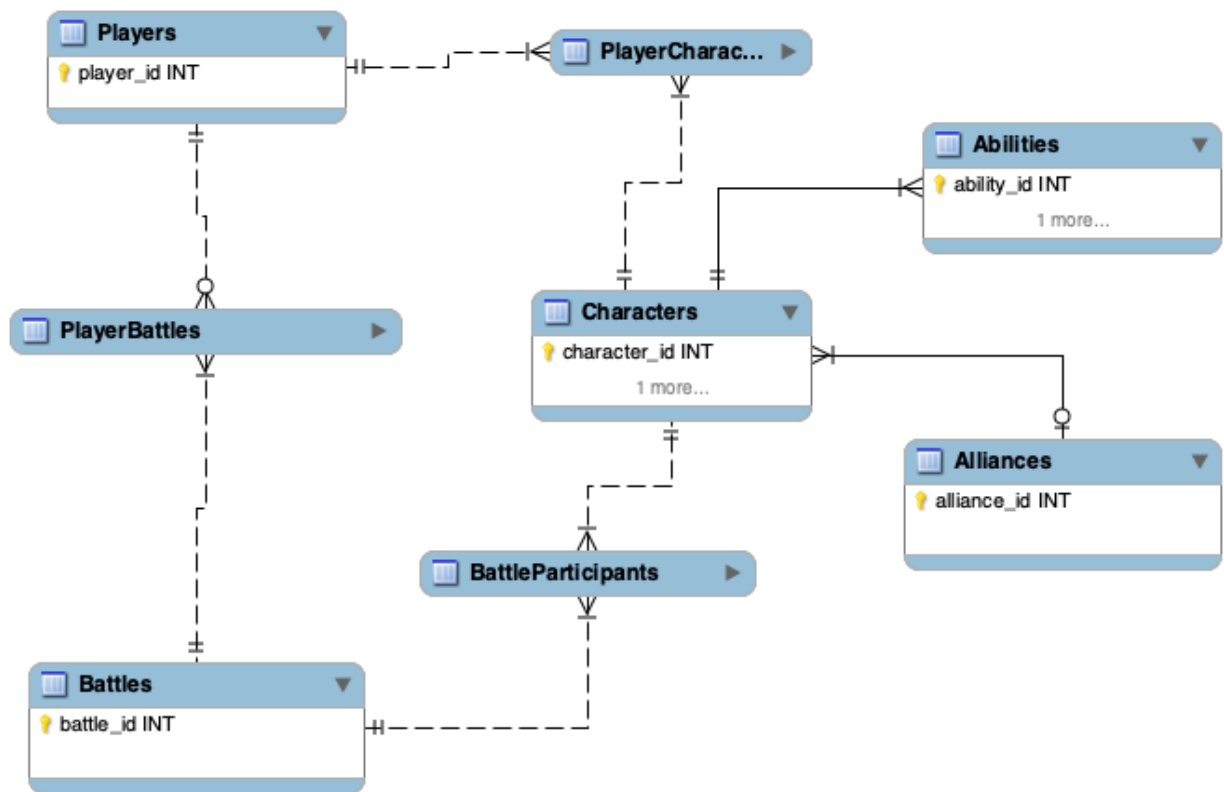 Players
player_id INT
PlayerCharac...
Abilities
ability_id INT
1 more...
PlayerBattles
Characters
character_id INT
1 more...
Alliances
alliance_id INT
BattleParticipants
Battles
battle_id INT